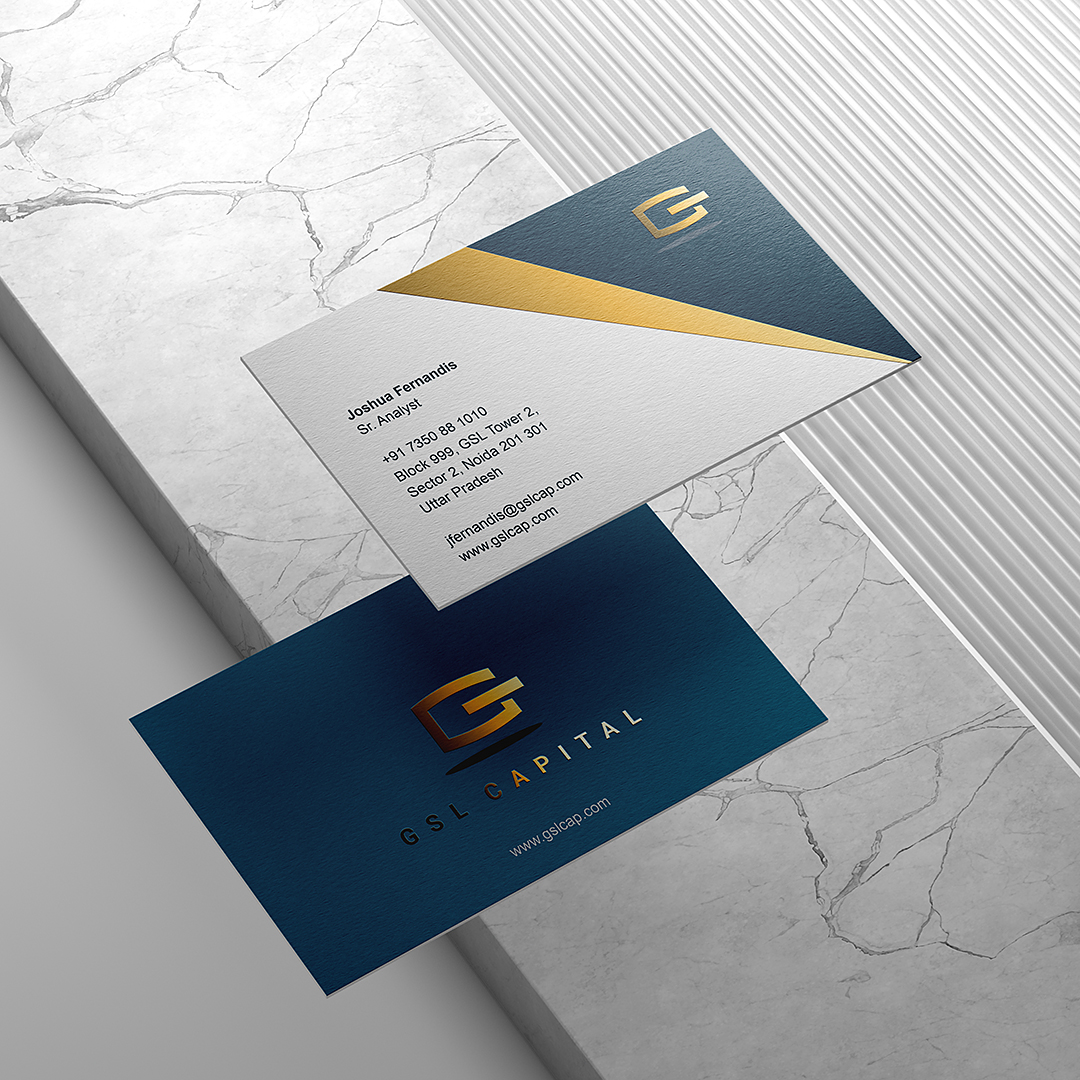 Joshua Fernandis
Sr. Analyst
+91 7350 88 1010
Block 999, GSL Tower 2,
Sector 2, Noida 201 301
Uttar Pradesh
jfernandis@gslcap.com
www.gslcap.com
GSL CAPITAL
www.gslcap.com